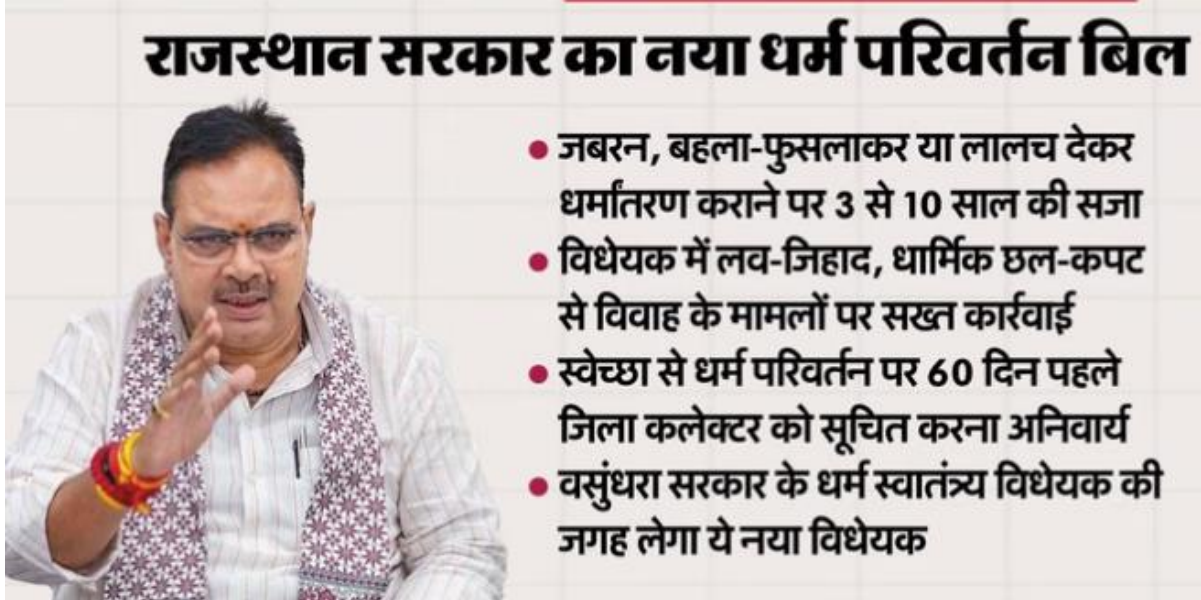 राजस्थान सरकार का नया धर्म परिवर्तन बिल
• जबरन, बहला-फुसलाकर या लालच देकर
धर्मांतरण कराने पर 3 से 10 साल की सजा
• विधेयक में लव-जिहाद, धार्मिक छल-कपट
से विवाह के मामलों पर सख्त कार्रवाई
• स्वेच्छा से धर्म परिवर्तन पर 60 दिन पहले
जिला कलेक्टर को सूचित करना अनिवार्य
• वसुंधरा सरकार के धर्म स्वातंत्र्य विधेयक की
जगह लेगा ये नया विधेयक